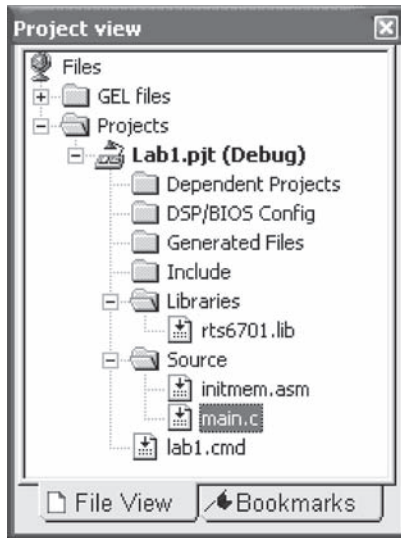 Project view
Files
GEL files
Projects
Lab1.pjt (Debug)
Dependent Projects
DSP/BIOS Config
Generated Files
Include
Libraries
rts6701.lib
Source
initmem.asm
main.c
lab1.cmd
File View Bookmarks